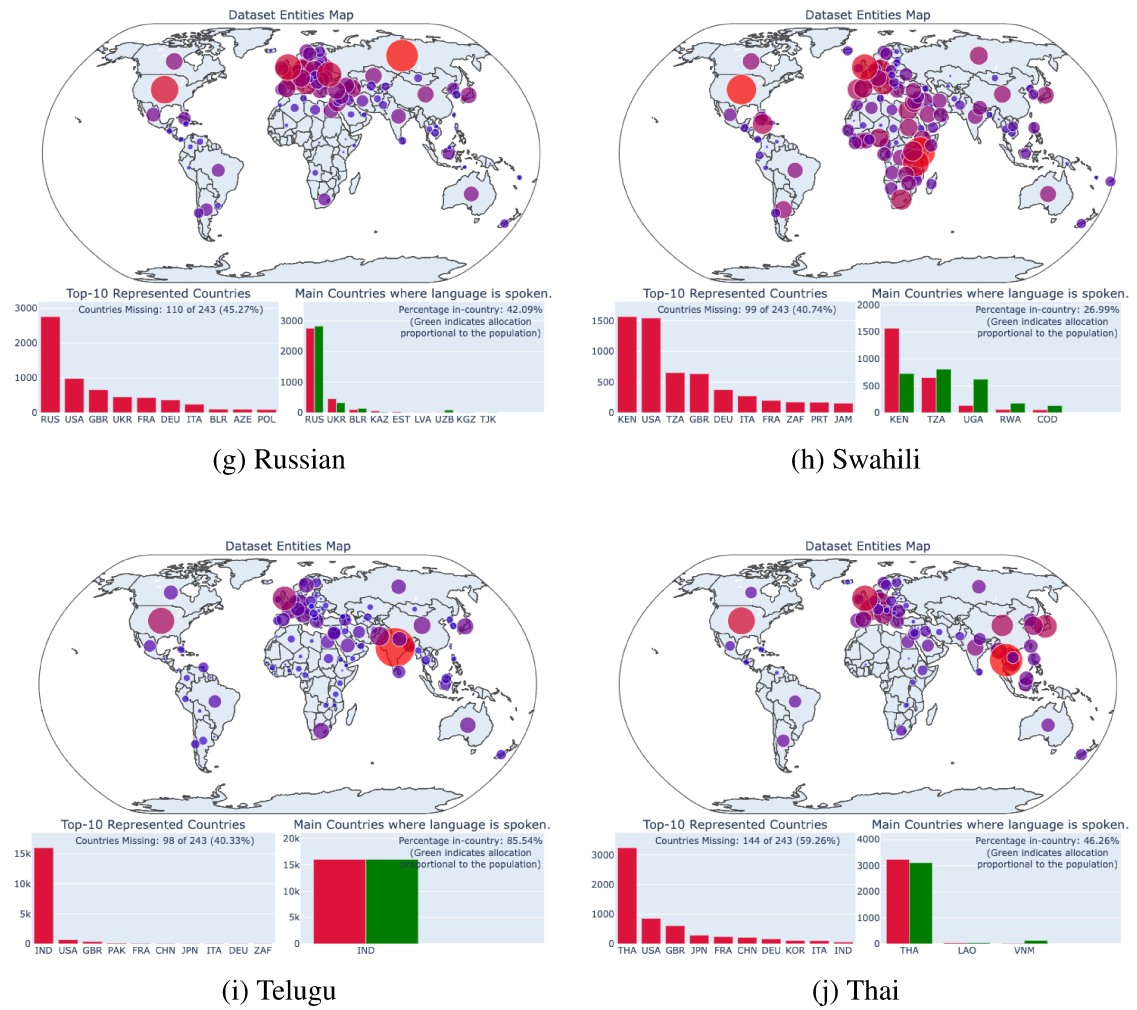 Dataset Entities Map
Top-10 Represented Countries
Countries Missing: 110 of 243 (45.27%)
3000
2000
1000
0
RUS USA GBR UKR FRA DEU ITA BLR AZE POL
Main Countries where language is spoken.
Percentage in-country: 42.09%
(Green indicates allocation
proportional to the population)
3000
2000
1000
0
RUS UKR BLR KAZ EST LVA UZB KGZ TJK
(g) Russian
Dataset Entities Map
Top-10 Represented Countries
Countries Missing: 99 of 243 (40.74%)
1500
1000
500
0
KEN USA TZA GBR DEU ITA FRA ZAF PRT JAM
Main Countries where language is spoken.
Percentage in-country: 26.99%
(Green indicates allocation
proportional to the population)
2000
1500
1000
500
0
KEN TZA UGA RWA COD
(h) Swahili
Dataset Entities Map
Top-10 Represented Countries
Countries Missing: 98 of 243 (40.33%)
15k
10k
5k
0
IND USA GBR PAK FRA CHN JPN ITA DEU ZAF
Main Countries where language is spoken.
Percentage in-country: 85.54%
(Green indicates allocation
proportional to the population)
20k
15k
10k
5k
0
IND
(i) Telugu
Dataset Entities Map
Top-10 Represented Countries
Countries Missing: 144 of 243 (59.26%)
3000
2000
1000
0
THA USA GBR JPN FRA CHN DEU KOR ITA IND
Main Countries where language is spoken.
Percentage in-country: 46.26%
(Green indicates allocation
proportional to the population)
4000
3000
2000
1000
0
THA LAO VNM
(j) Thai